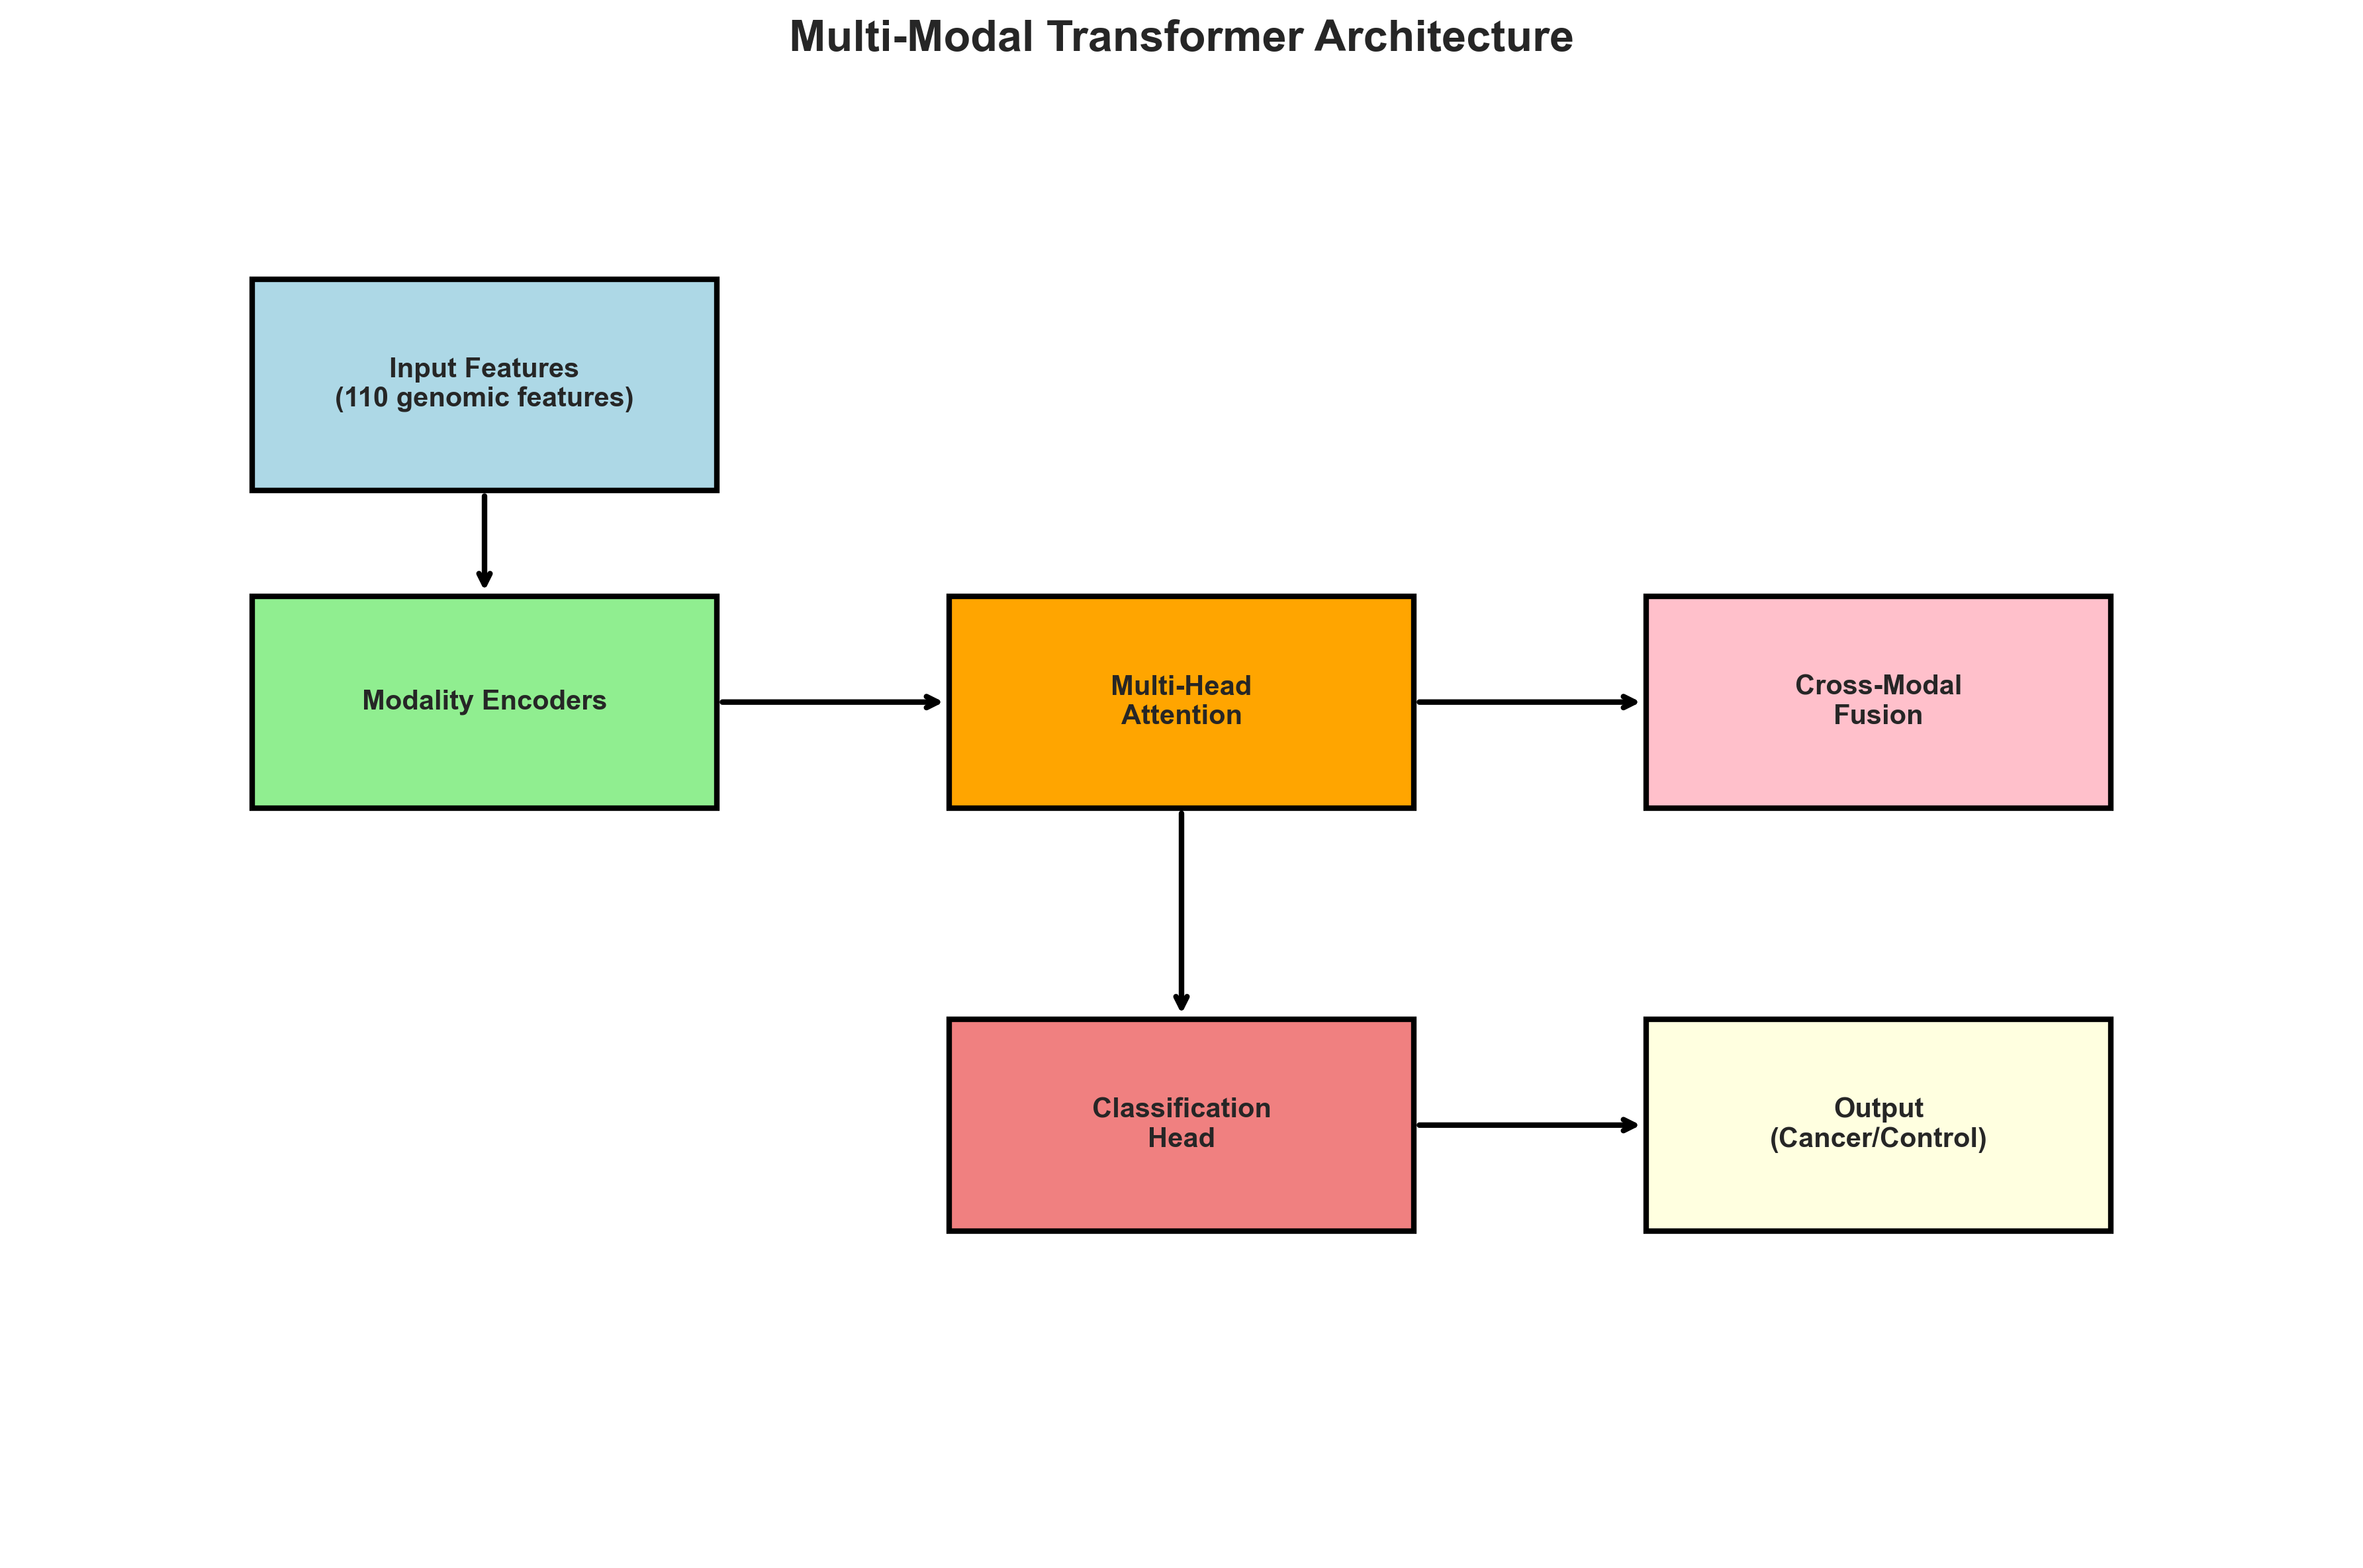 Multi-Modal Transformer Architecture
Input Features
(110 genomic features)
Modality Encoders
Multi-Head
Attention
Cross-Modal
Fusion
Classification
Head
Output
(Cancer/Control)